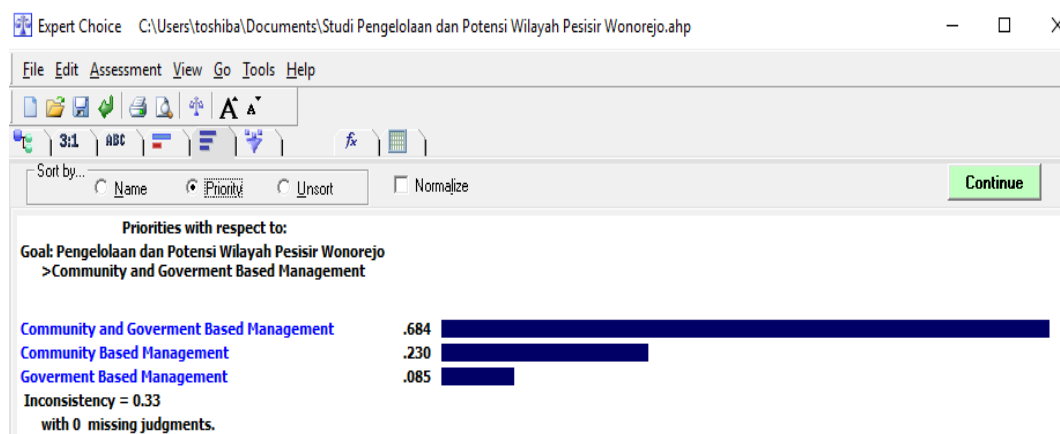 Expert Choice C:\Users\toshiba\Documents\Studi Pengelolaan dan Potensi Wilayah Pesisir Wonorejo.ahp
File Edit Assessment View Go Tools Help
A A
3:1 ABC fx
Sort by... Name Priority Unsort Normalize Continue
Priorities with respect to:
Goal: Pengelolaan dan Potensi Wilayah Pesisir Wonorejo
>Community and Goverment Based Management
Community and Goverment Based Management .684
Community Based Management .230
Goverment Based Management .085
Inconsistency = 0.33
with 0 missing judgments.